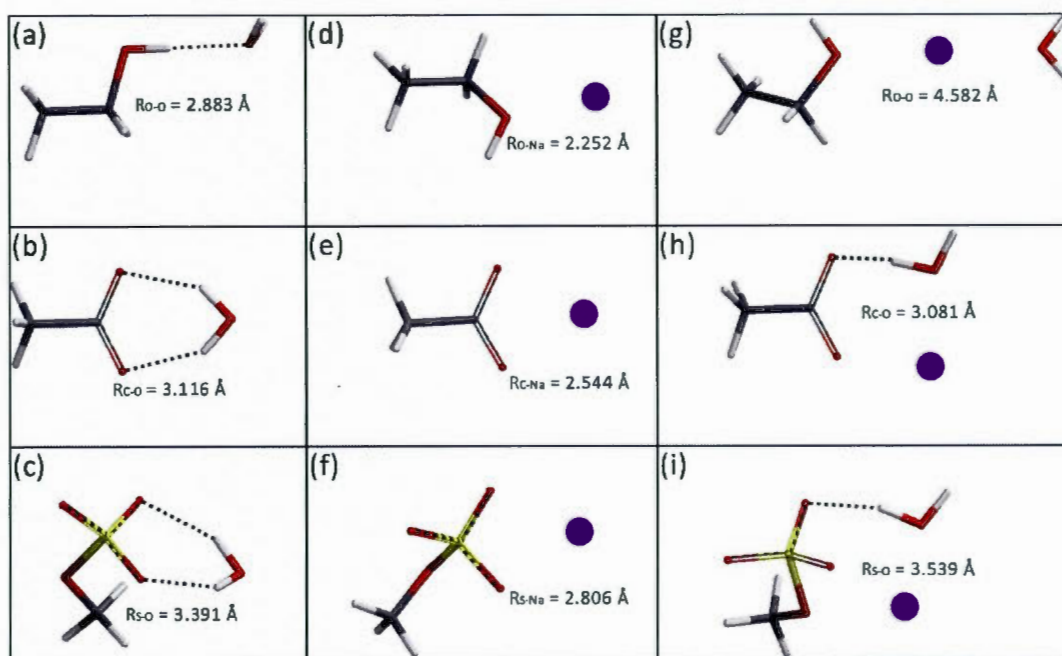 (a)
Ro-o = 2.883 Å
(d)
Ro-Na = 2.252 Å
(g)
Ro-o = 4.582 Å
(b)
Rc-o = 3.116 Å
(e)
Rc-Na = 2.544 Å
(h)
Rc-o = 3.081 Å
(c)
Rs-o = 3.391 Å
(f)
Rs-Na = 2.806 Å
(i)
Rs-o = 3.539 Å